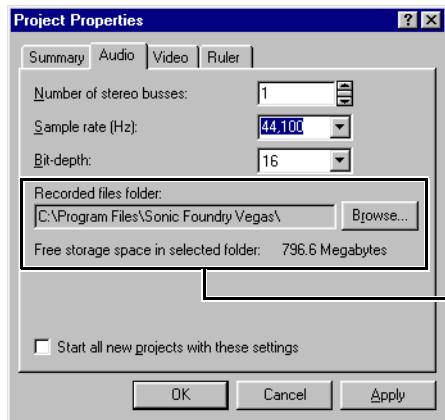 Project Properties
Summary Audio Video Ruler
Number of stereo busses: 1
Sample rate (Hz): 44,100
Bit-depth: 16
Recorded files folder:
C:\Program Files\Sonic Foundry Vegas\ Browse...
Free storage space in selected folder: 796.6 Megabytes
Start all new projects with these settings
OK Cancel Apply